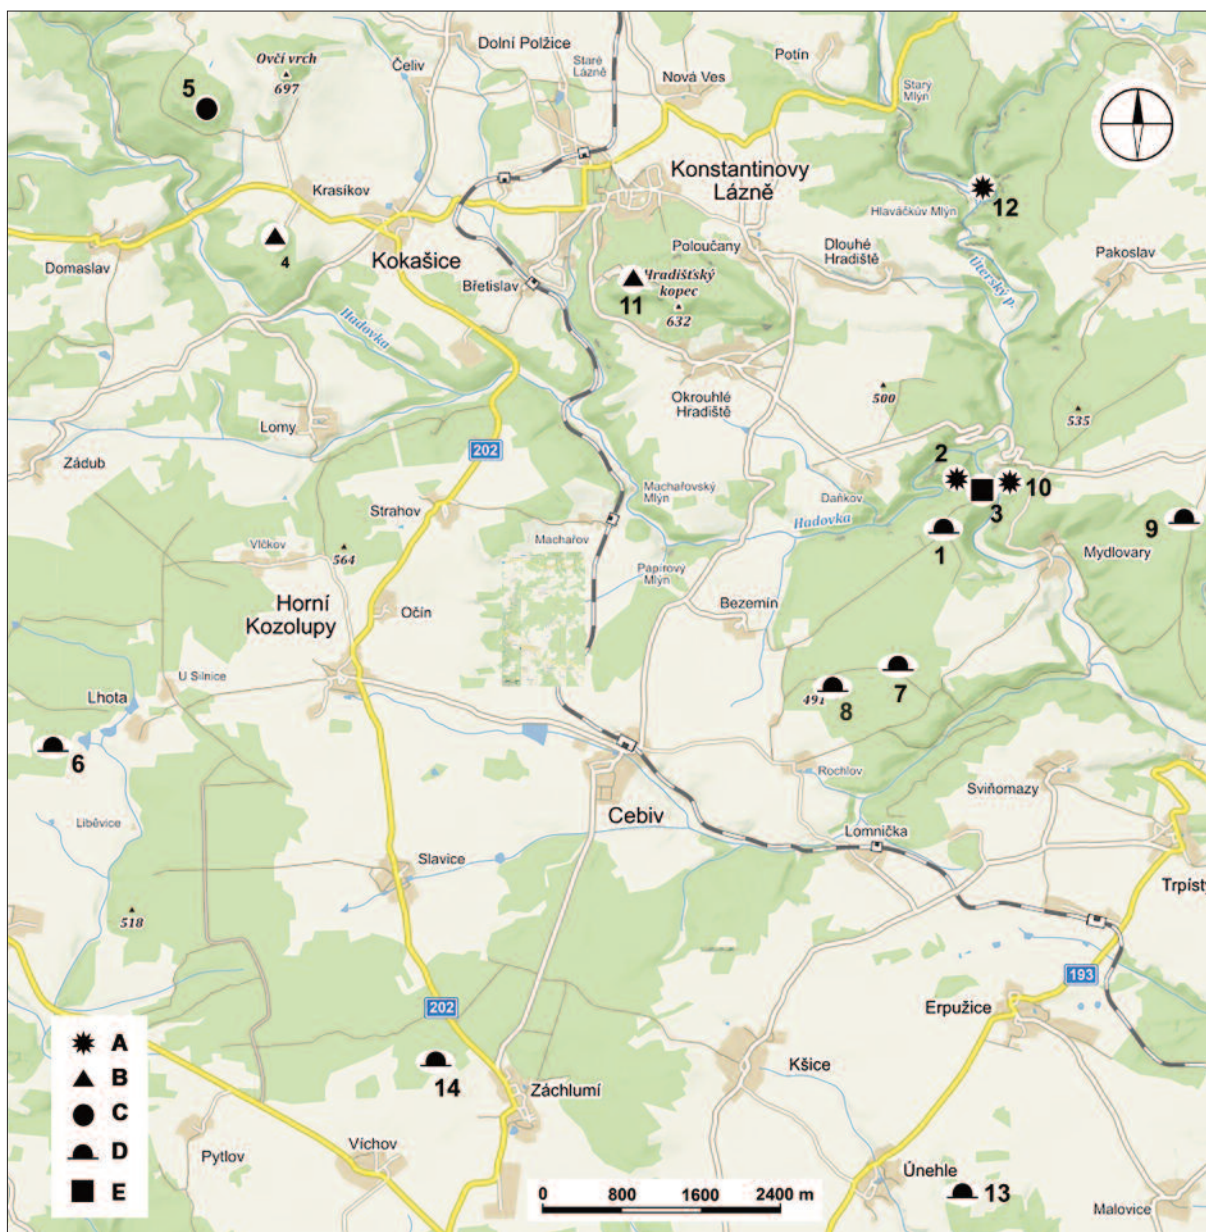 Dolní Polžice
Ovčí vrch
697
Čeliv
Staré
Lázně
Nová Ves
Potín
Starý
Mlýn
5
Krasíkov
Konstantinovy
Lázně
12
Hlaváčkův Mlýn
4
Domaslav
Kokašice
Poloučany
Dlouhé
Hradiště
Pakoslav
Břetislav
Hradišťský
kopec
11
632
Úterský p.
Hadovka
Okrouhlé
Hradiště
500
535
Lomy
202
Zádub
2
10
Machařovský
Mlýn
Daňkov
3
Strahov
Hadovka
9
Machařov
1
Mydlovary
Vlčkov
564
Papírový
Mlýn
Horní
Kozolupy
Očín
Bezemín
U Silnice
Lhota
7
491
8
6
Rochlov
Sviňomazy
Liběvice
Cebiv
Lomnička
Slavice
Trpísty
518
193
202
Erpužice
A
Kšice
B
14
Záchlumí
C
D
Pytlov
Víchov
Únehle
E
13
0 800 1600 2400 m
Malovice